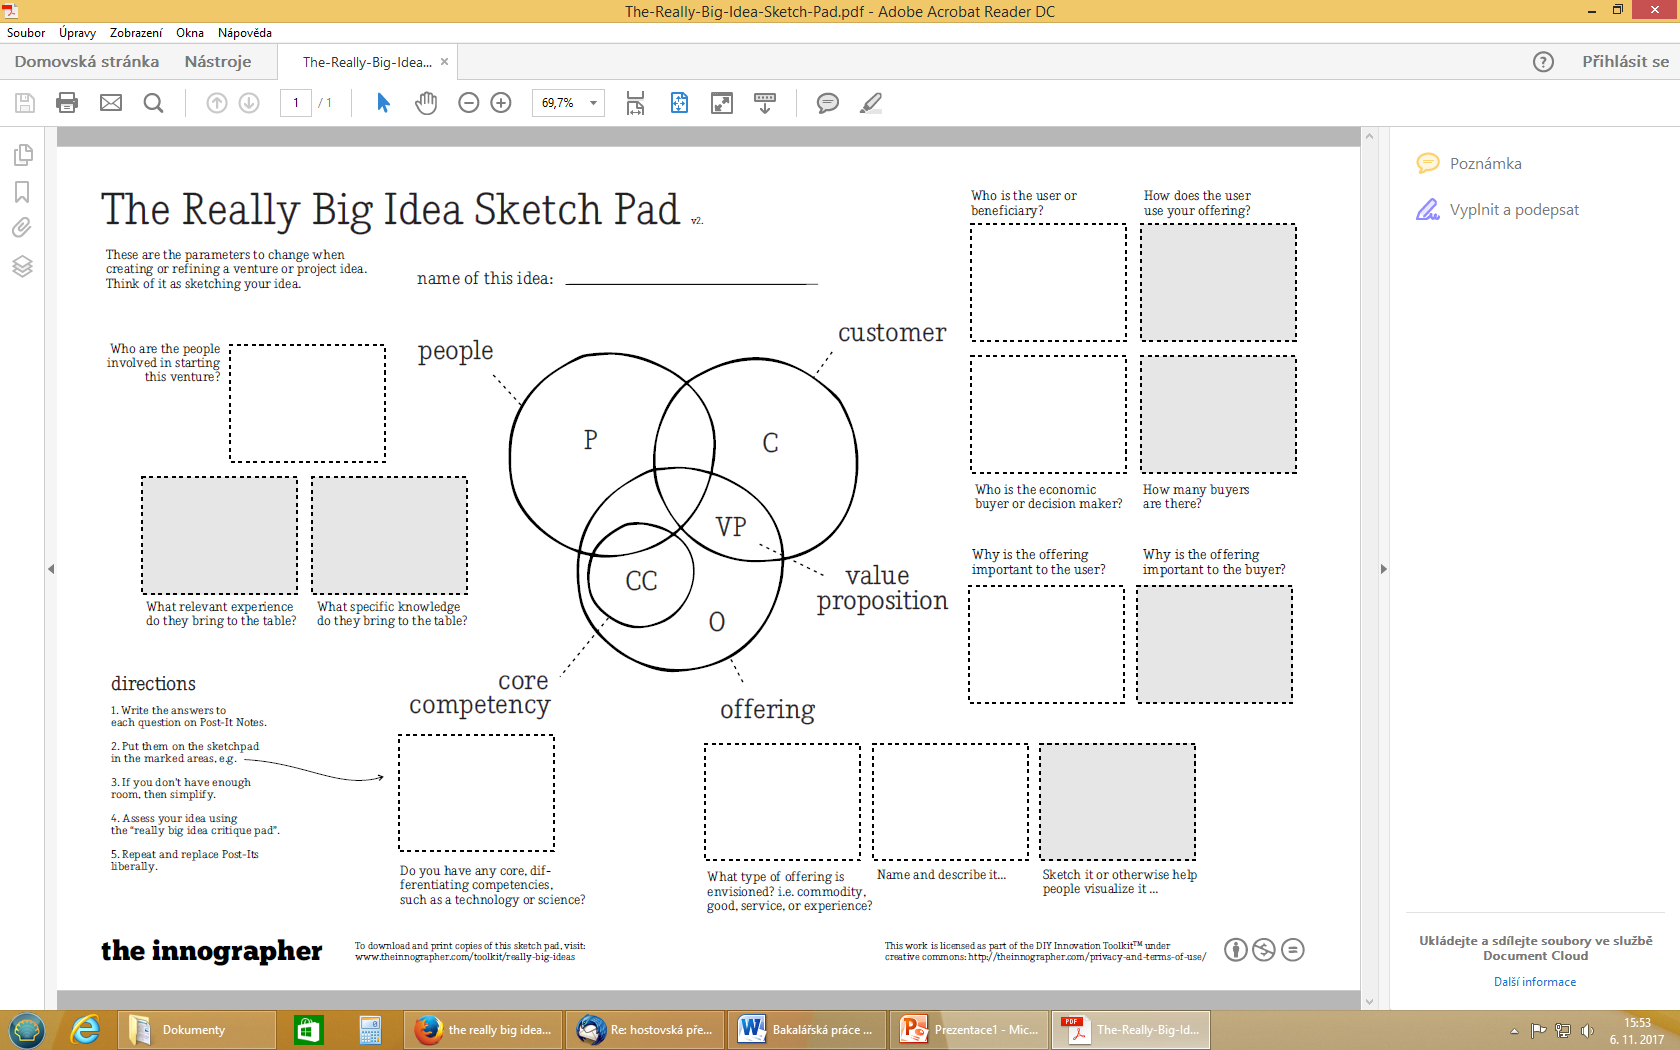 The-Really-Big-Idea-Sketch-Pad.pdf - Adobe Acrobat Reader DC
Soubor Úpravy Zobrazení Okna Nápověda
Domovská stránka Nástroje The-Really-Big-Idea... × Přihlásit se
1 / 1 69,7%
Poznámka
Vyplnit a podepsat
The Really Big Idea Sketch Pad v2.
These are the parameters to change when
creating or refining a venture or project idea.
Think of it as sketching your idea.
name of this idea:
Who is the user or
beneficiary?
How does the user
use your offering?
Who is the economic
buyer or decision maker?
How many buyers
are there?
Who are the people
involved in starting
this venture?
What relevant experience
do they bring to the table?
What specific knowledge
do they bring to the table?
people
customer
P
C
VP
CC
O
value
proposition
core
competency
offering
Why is the offering
important to the user?
Why is the offering
important to the buyer?
directions
1. Write the answers to
each question on Post-It Notes.
2. Put them on the sketchpad
in the marked areas, e.g.
3. If you don't have enough
room, then simplify.
4. Assess your idea using
the “really big idea critique pad”.
5. Repeat and replace Post-Its
liberally.
Do you have any core, dif-
ferentiating competencies,
such as a technology or science?
What type of offering is
envisioned? i.e. commodity,
good, service, or experience?
Name and describe it...
Sketch it or otherwise help
people visualize it ...
the innographer
To download and print copies of this sketch pad, visit:
www.theinnographer.com/toolkit/really-big-ideas
This work is licensed as part of the DIY Innovation Toolkit™ under
creative commons: http://theinnographer.com/privacy-and-terms-of-use/
Ukládejte a sdílejte soubory ve službě
Document Cloud
Další informace
Dokumenty
the really big idea...
Re: hostovská pře...
Bakalářská práce ...
Prezentace1 - Mic...
PDF
The-Really-Big-Id...
15:53
6. 11. 2017